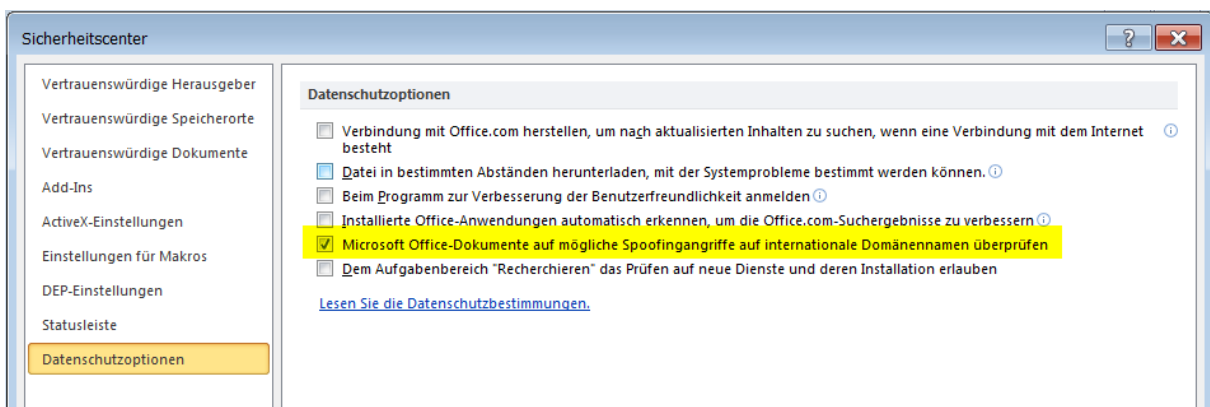 Sicherheitscenter
Vertrauenswürdige Herausgeber
Vertrauenswürdige Speicherorte
Vertrauenswürdige Dokumente
Add-Ins
ActiveX-Einstellungen
Einstellungen für Makros
DEP-Einstellungen
Statusleiste
Datenschutzoptionen
Datenschutzoptionen
Verbindung mit Office.com herstellen, um nach aktualisierten Inhalten zu suchen, wenn eine Verbindung mit dem Internet
besteht
Datei in bestimmten Abständen herunterladen, mit der Systemprobleme bestimmt werden können.
Beim Programm zur Verbesserung der Benutzerfreundlichkeit anmelden
Installierte Office-Anwendungen automatisch erkennen, um die Office.com-Suchergebnisse zu verbessern
Microsoft Office-Dokumente auf mögliche Spoofingangriffe auf internationale Domänennamen überprüfen
Dem Aufgabenbereich "Recherchieren" das Prüfen auf neue Dienste und deren Installation erlauben
Lesen Sie die Datenschutzbestimmungen.